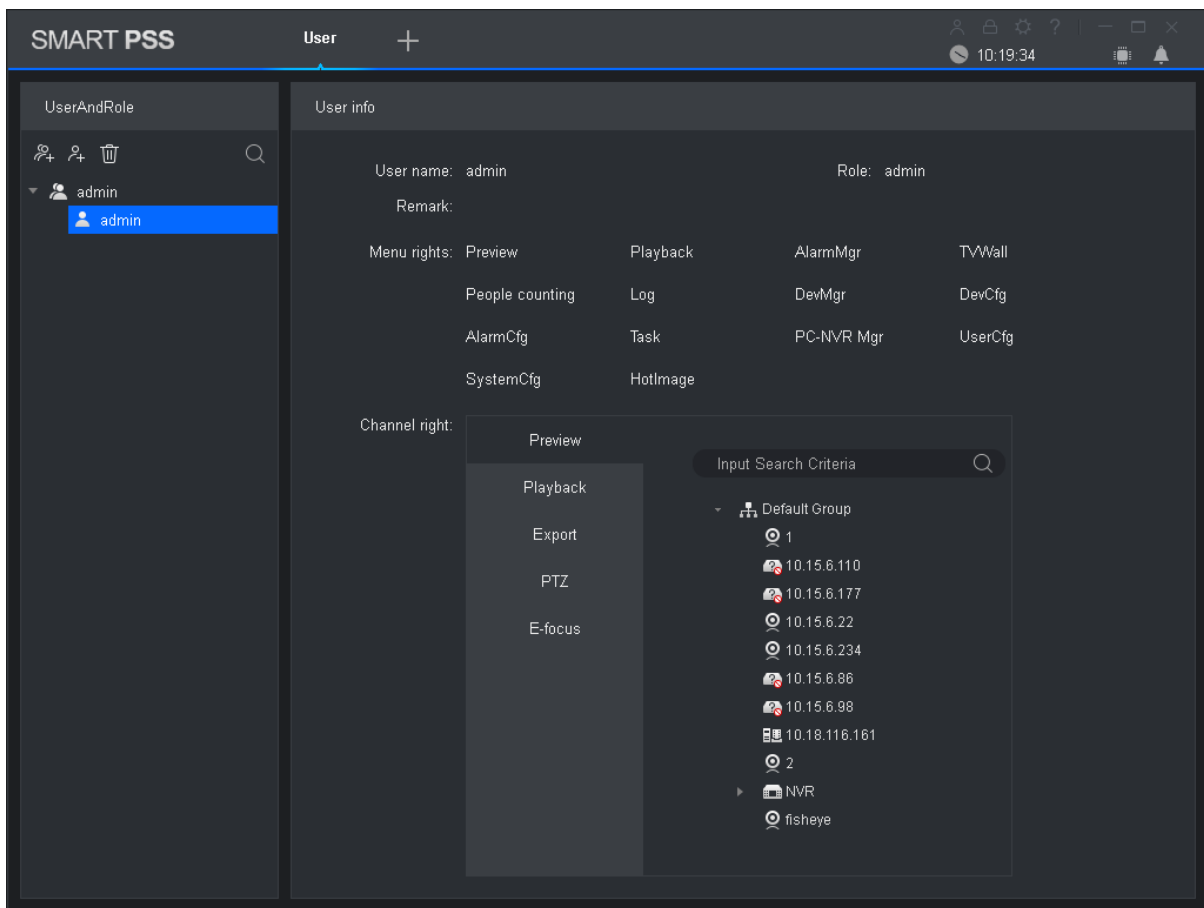 SMART PSS
User
10:19:34
UserAndRole
admin
admin
User info
User name: admin Role: admin
Remark:
Menu rights: Preview Playback AlarmMgr TVWall
People counting Log DevMgr DevCfg
AlarmCfg Task PC-NVR Mgr UserCfg
SystemCfg HotImage
Channel right:
Preview
Playback
Export
PTZ
E-focus
Input Search Criteria
Default Group
1
10.15.6.110
10.15.6.177
10.15.6.22
10.15.6.234
10.15.6.86
10.15.6.98
10.18.116.161
2
NVR
fisheye